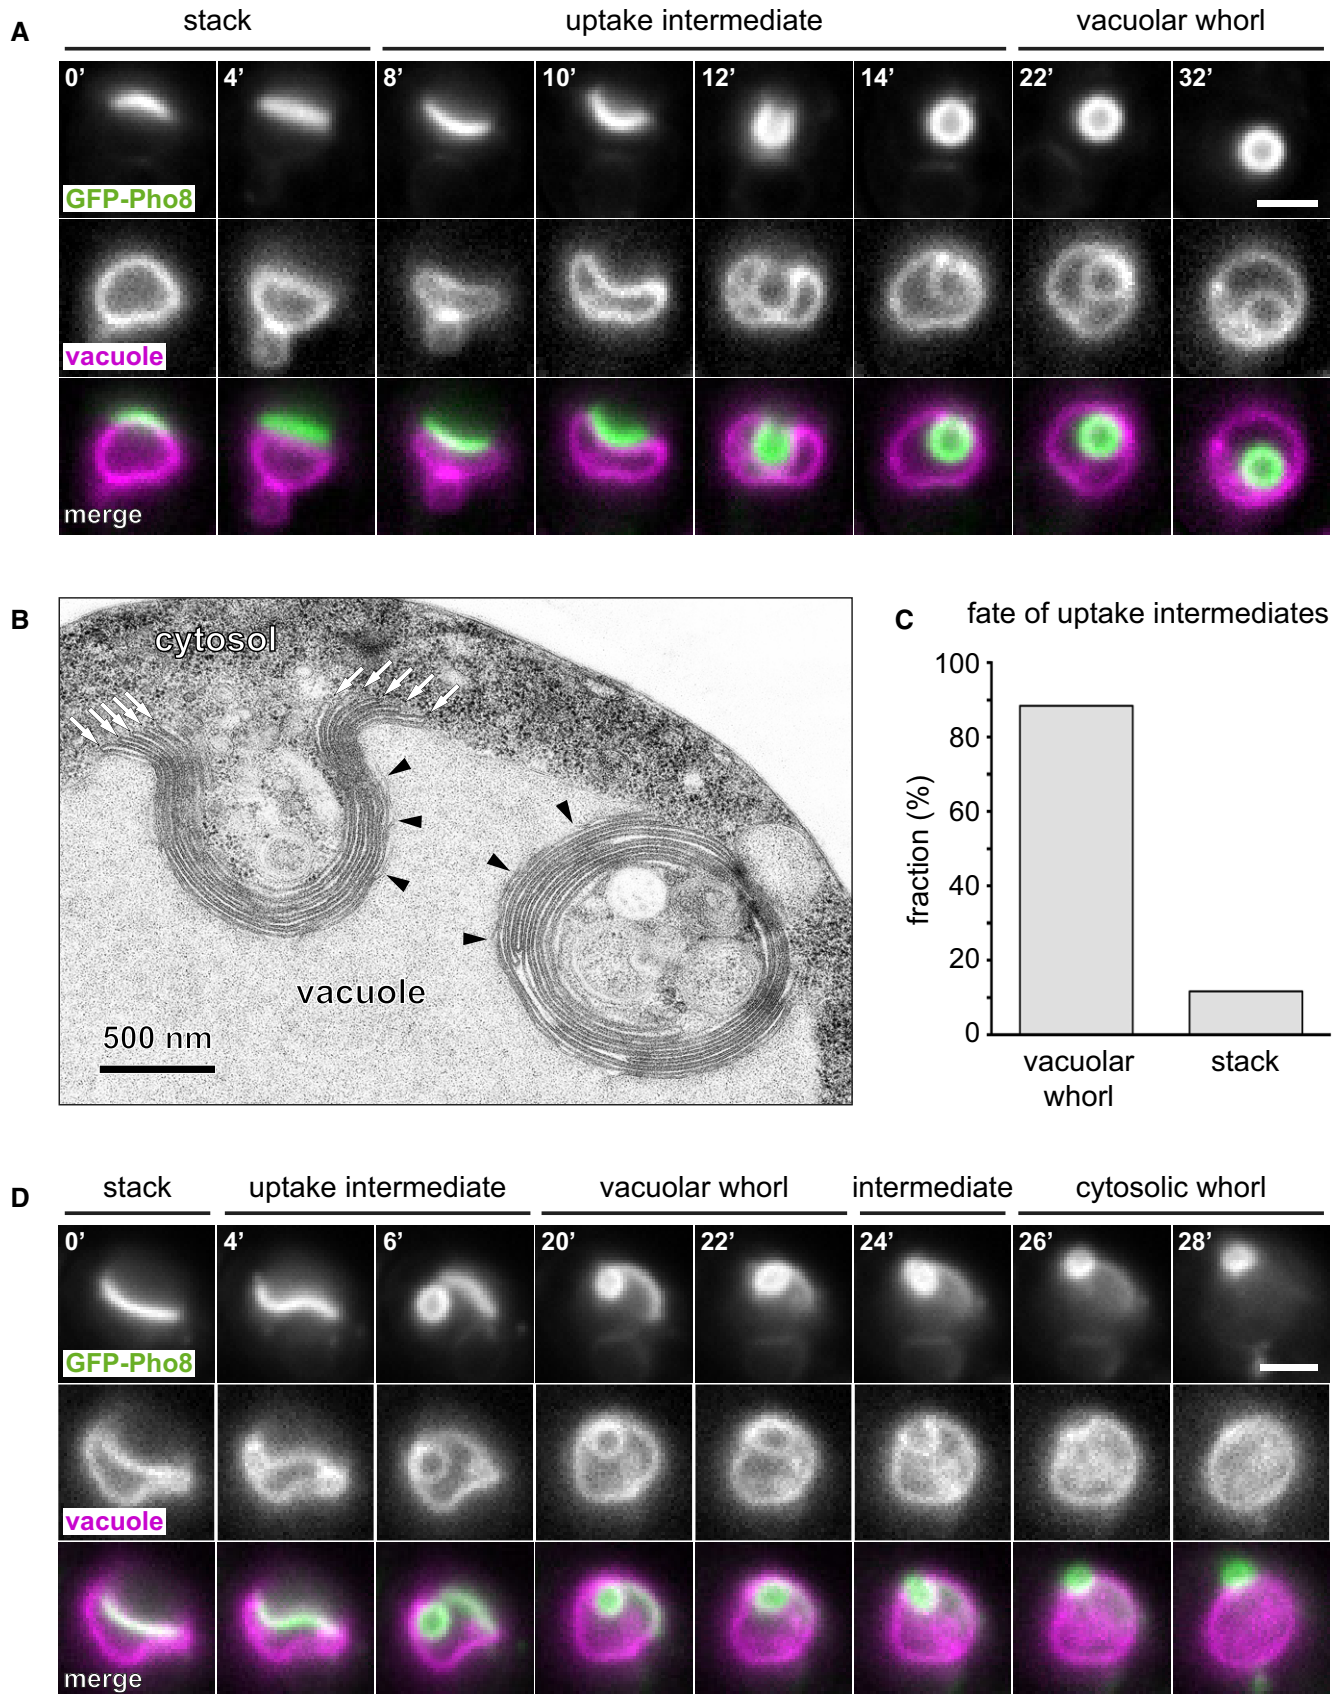 A
stack
uptake intermediate
vacuolar whorl
0’
4’
8’
10’
12’
14’
22’
32’
GFP-Pho8
vacuole
merge
B
cytosol
vacuole
500 nm
C
fate of uptake intermediates
100
80
60
40
20
0
fraction (%)
vacuolar
whorl
stack
D
stack
uptake intermediate
vacuolar whorl
intermediate
cytosolic whorl
0’
4’
6’
20’
22’
24’
26’
28’
GFP-Pho8
vacuole
merge